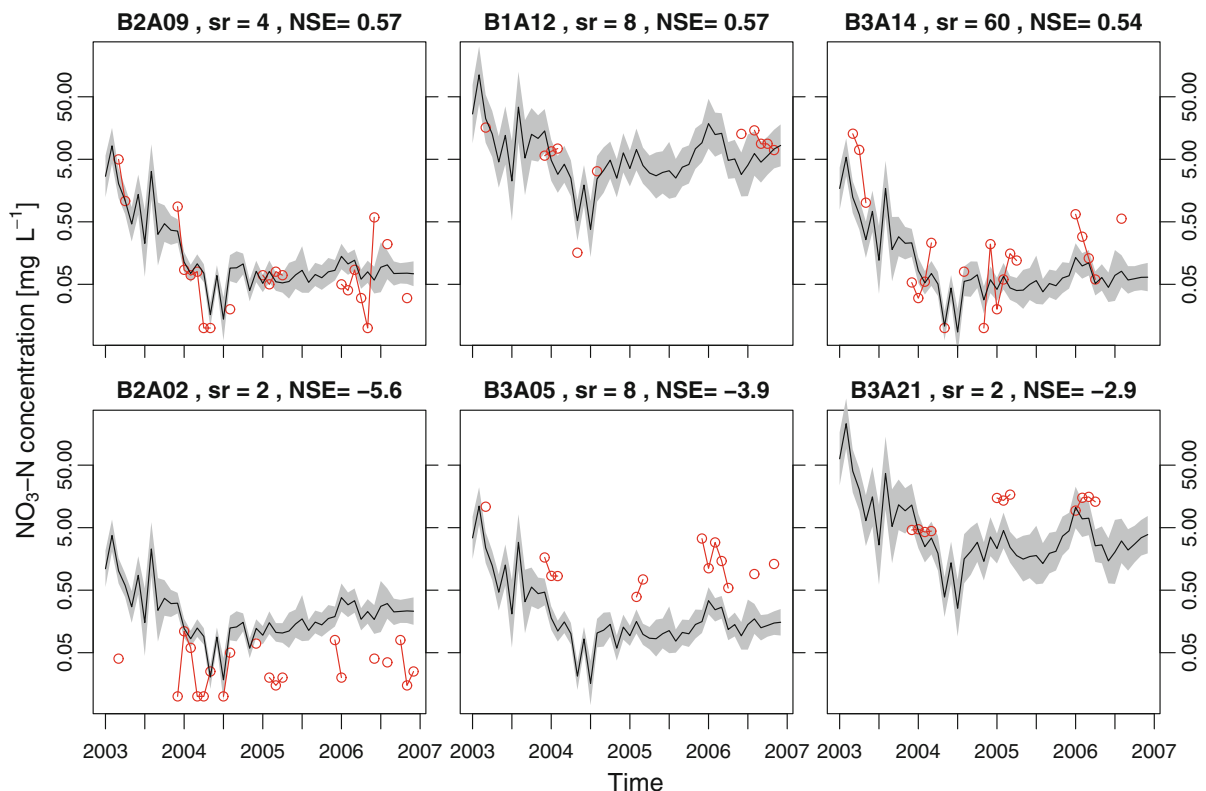 B2A09 , sr = 4 , NSE= 0.57
B1A12 , sr = 8 , NSE= 0.57
B3A14 , sr = 60 , NSE= 0.54
50.00
5.00
0.50
0.05
50.00
5.00
0.50
0.05
B2A02 , sr = 2 , NSE= −5.6
B3A05 , sr = 8 , NSE= −3.9
B3A21 , sr = 2 , NSE= −2.9
50.00
5.00
0.50
0.05
50.00
5.00
0.50
0.05
NO₃−N concentration [mg L⁻¹]
2003 2004 2005 2006 2007
2003 2004 2005 2006 2007
2003 2004 2005 2006 2007
Time